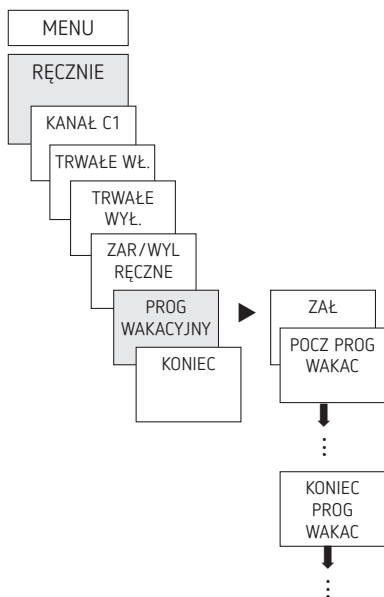 MENU
RĘCZNIE
KANAŁ C1
TRWAŁE WŁ.
TRWAŁE
WYŁ.
ZAR/WYL
RĘCZNE
PROG
WAKACYJNY
KONIEC
ZAŁ
POCZ PROG
WAKAC
KONIEC
PROG
WAKAC